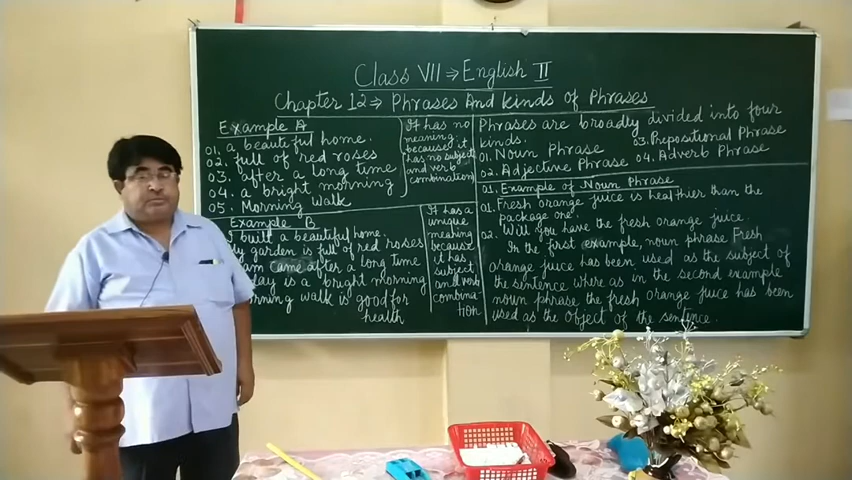 Class VII ⇒ English II
Chapter 12 ⇒ Phrases And kinds of Phrases
Example A
01. a beautiful home.
02. full of red roses
03. after a long time
04. a bright morning
05. Morning walk
It has no
meaning
because it
has no subject
and verb
combination
Example B
I built a beautiful home.
garden is full of red roses
came after a long time
day is a bright morning
walk is good for
health
It has a
unique
meaning
because
it has
subject
and verb
combina
tion
Phrases are broadly divided into four
kinds.
01. Noun Phrase
02. Adjective Phrase
03. Prepositional Phrase
04. Adverb Phrase
01. Example of Noun Phrase
01. Fresh orange juice is healthier than the
package one.
02. Will you have the fresh orange juice.
In the first example, noun phrase Fresh
orange juice has been used as the subject of
the sentence where as in the second example
noun phrase the fresh orange juice has been
used as the object of the sentence.